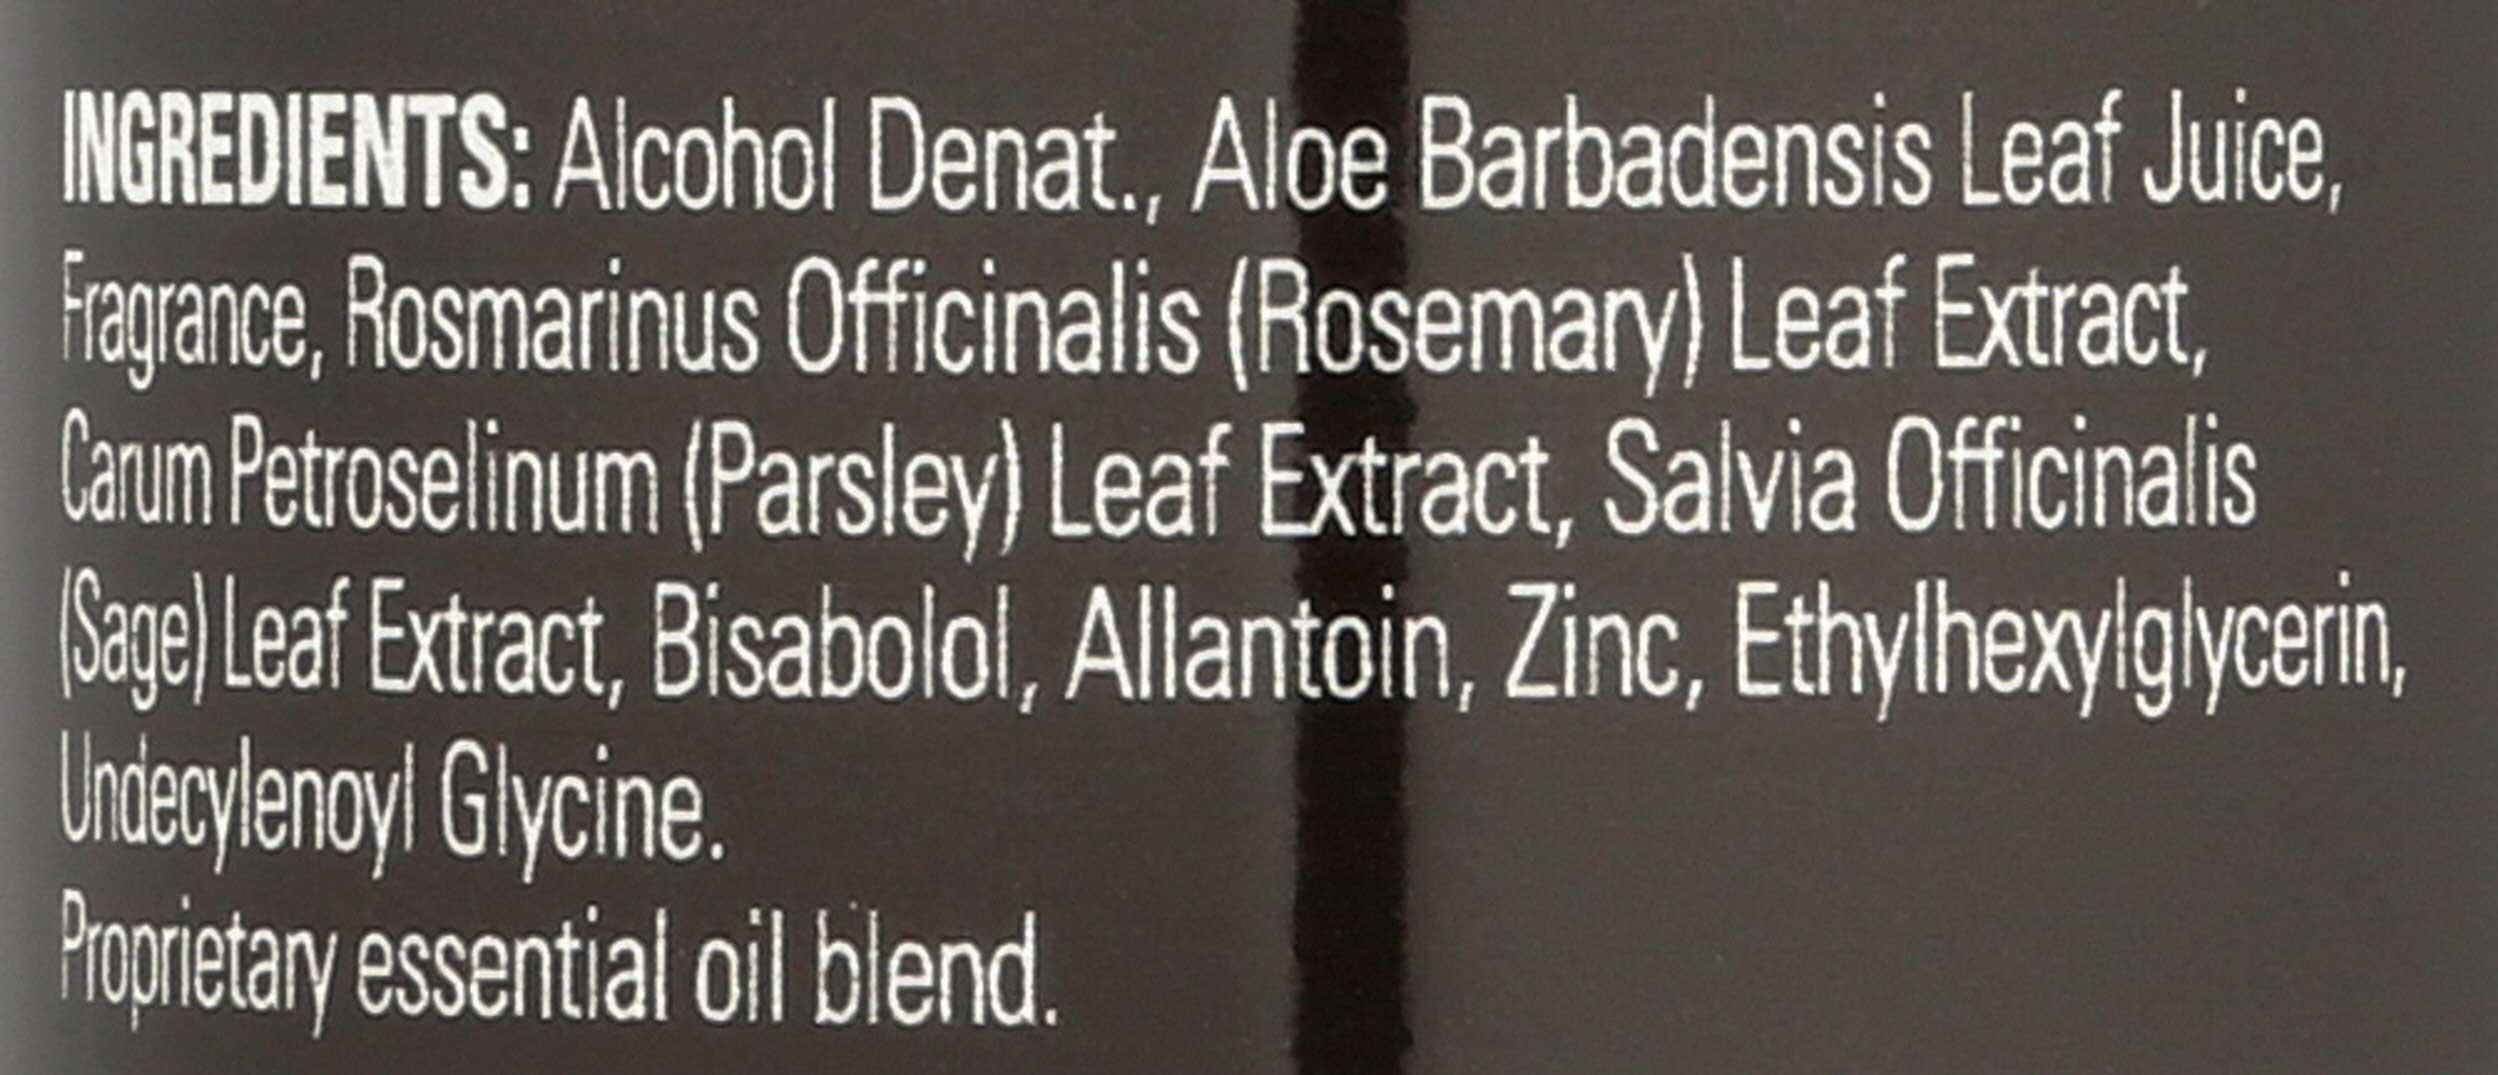 INGREDIENTS: Alcohol Denat., Aloe Barbadensis Leaf Juice,
Fragrance, Rosmarinus Officinalis (Rosemary) Leaf Extract,
Carum Petroselinum (Parsley) Leaf Extract, Salvia Officinalis
(Sage) Leaf Extract, Bisabolol, Allantoin, Zinc, Ethylhexylglycerin,
Undecylenoyl Glycine.
Proprietary essential oil blend.